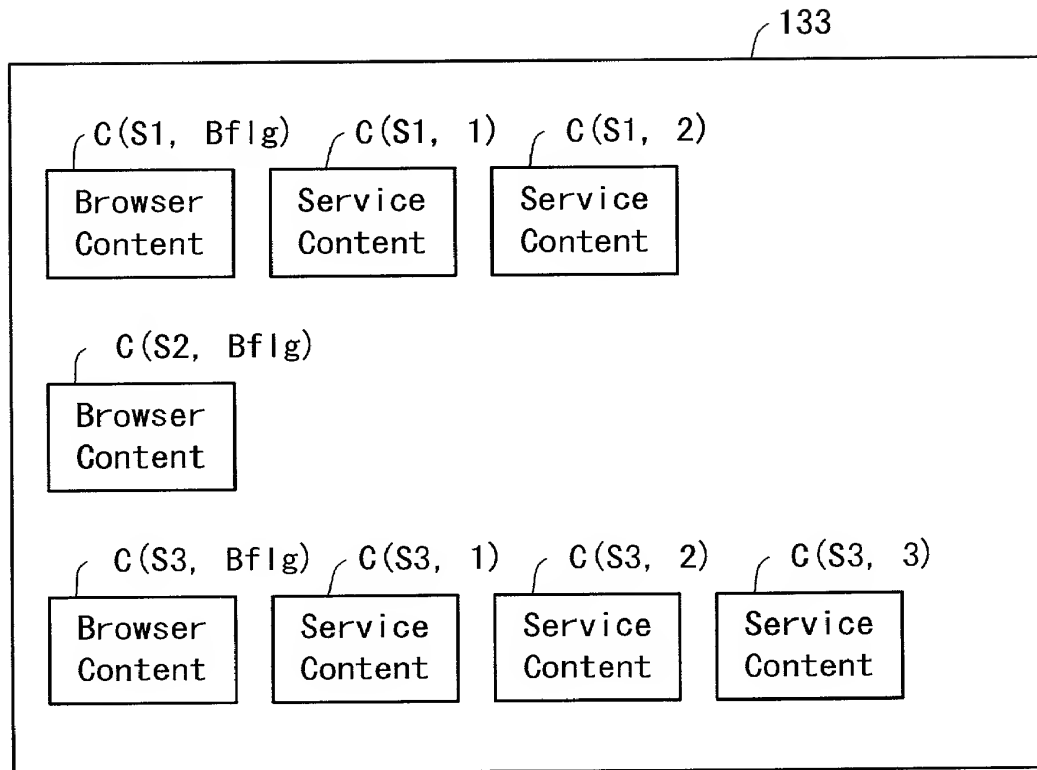 133
C(S1, Bflg) C(S1, 1) C(S1, 2)
Browser Service Service
Content Content Content
C(S2, Bflg)
Browser
Content
C(S3, Bflg) C(S3, 1) C(S3, 2) C(S3, 3)
Browser Service Service Service
Content Content Content Content